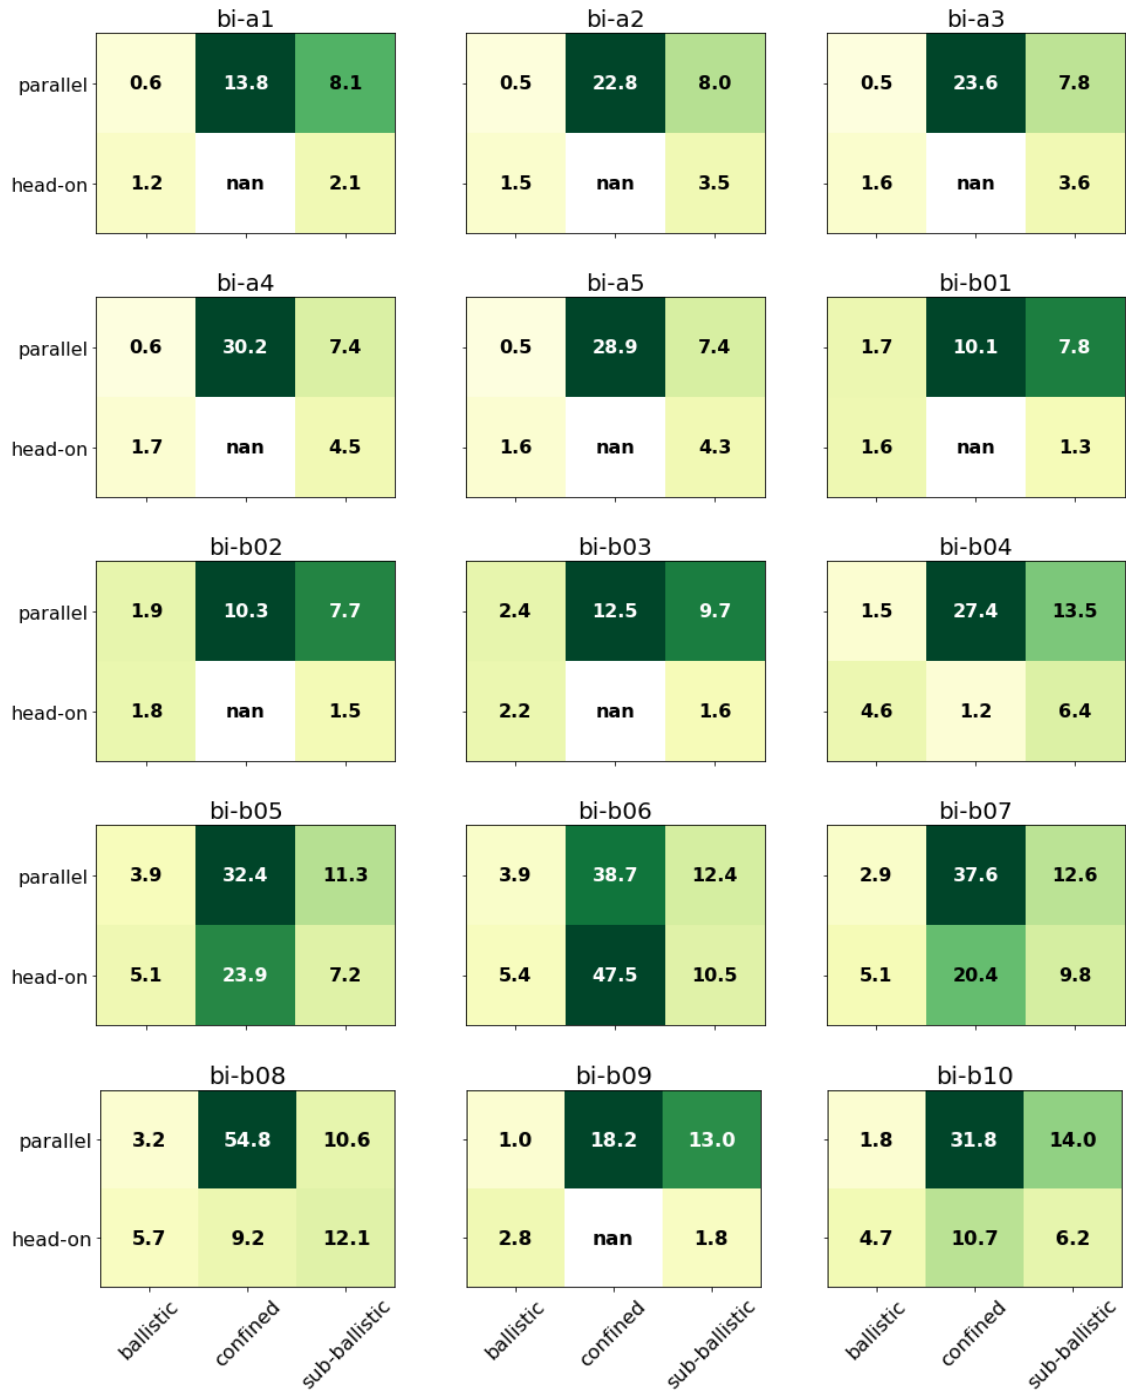 bi-a1 bi-a2 bi-a3
parallel 0.6 13.8 8.1 0.5 22.8 8.0 0.5 23.6 7.8
head-on 1.2 nan 2.1 1.5 nan 3.5 1.6 nan 3.6
bi-a4 bi-a5 bi-b01
parallel 0.6 30.2 7.4 0.5 28.9 7.4 1.7 10.1 7.8
head-on 1.7 nan 4.5 1.6 nan 4.3 1.6 nan 1.3
bi-b02 bi-b03 bi-b04
parallel 1.9 10.3 7.7 2.4 12.5 9.7 1.5 27.4 13.5
head-on 1.8 nan 1.5 2.2 nan 1.6 4.6 1.2 6.4
bi-b05 bi-b06 bi-b07
parallel 3.9 32.4 11.3 3.9 38.7 12.4 2.9 37.6 12.6
head-on 5.1 23.9 7.2 5.4 47.5 10.5 5.1 20.4 9.8
bi-b08 bi-b09 bi-b10
parallel 3.2 54.8 10.6 1.0 18.2 13.0 1.8 31.8 14.0
head-on 5.7 9.2 12.1 2.8 nan 1.8 4.7 10.7 6.2
ballistic confined sub-ballistic ballistic confined sub-ballistic ballistic confined sub-ballistic